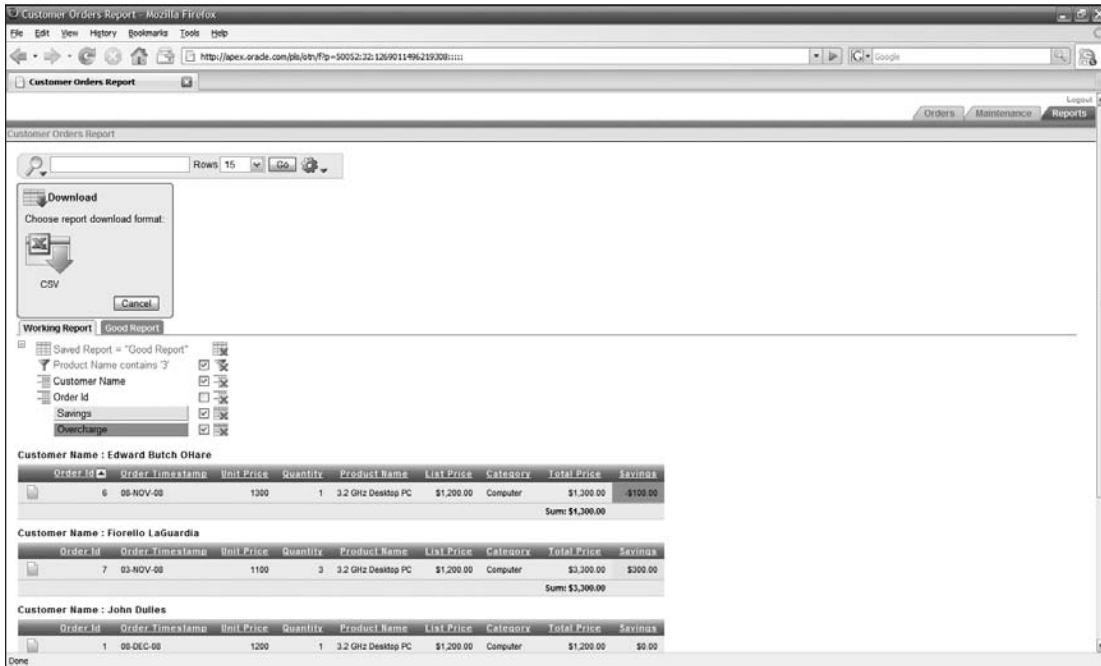 Customer Orders Report - Mozilla Firefox
File Edit View History Bookmarks Tools Help
http://apex.oracle.com/pls/otn/f?p=50052:32:1269011496219308::::: Google
Customer Orders Report
Logout
Orders Maintenance Reports
Customer Orders Report
Rows 15 Go
Download
Choose report download format:
CSV
Cancel
Working Report Good Report
Saved Report = "Good Report"
Product Name contains '3'
Customer Name
Order Id
Savings
Overcharge
Customer Name : Edward Butch OHare
Order Id Order Timestamp Unit Price Quantity Product Name List Price Category Total Price Savings
6 08-NOV-08 1300 1 3.2 GHz Desktop PC $1,200.00 Computer $1,300.00 -$100.00
Sum: $1,300.00
Customer Name : Fiorello LaGuardia
Order Id Order Timestamp Unit Price Quantity Product Name List Price Category Total Price Savings
7 03-NOV-08 1100 3 3.2 GHz Desktop PC $1,200.00 Computer $3,300.00 $300.00
Sum: $3,300.00
Customer Name : John Dulles
Order Id Order Timestamp Unit Price Quantity Product Name List Price Category Total Price Savings
1 08-DEC-08 1200 1 3.2 GHz Desktop PC $1,200.00 Computer $1,200.00 $0.00
Done